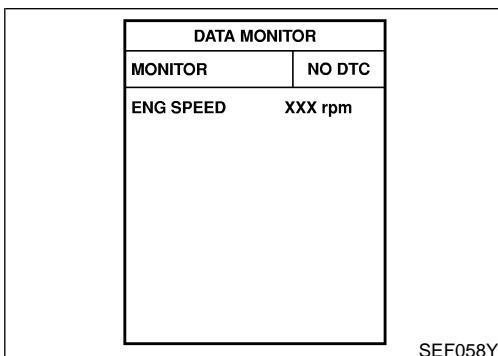 DATA MONITOR
MONITOR NO DTC
ENG SPEED XXX rpm
SEF058Y